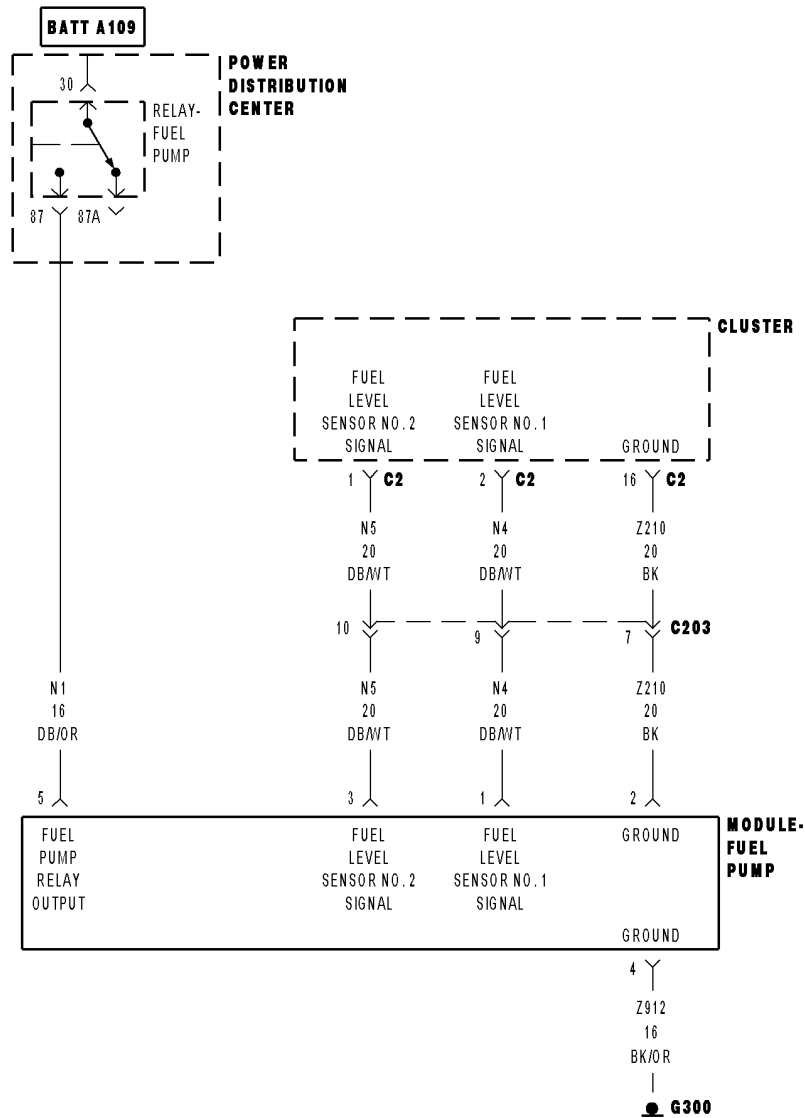 BATT A109
POWER
DISTRIBUTION
CENTER
30
RELAY-
FUEL
PUMP
87 87A
CLUSTER
FUEL
LEVEL
SENSOR NO. 2
SIGNAL
FUEL
LEVEL
SENSOR NO. 1
SIGNAL
GROUND
1 C2 2 C2 16 C2
N5 N4 Z210
20 20 20
DB/WT DB/WT BK
10 9 7 C203
N1 N5 N4 Z210
16 20 20 20
DB/OR DB/WT DB/WT BK
5 3 1 2
MODULE-
FUEL
PUMP
FUEL
PUMP
RELAY
OUTPUT
FUEL
LEVEL
SENSOR NO. 2
SIGNAL
FUEL
LEVEL
SENSOR NO. 1
SIGNAL
GROUND
GROUND
4
Z912
16
BK/OR
G300